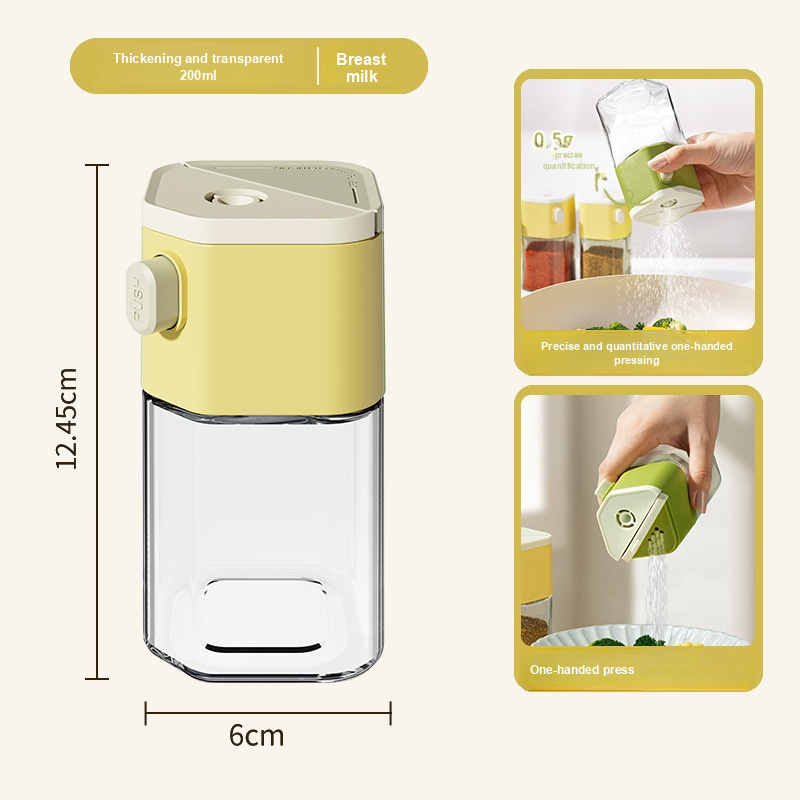 Thickening and transparent
200ml
Breast
milk
0.5g
precise
quantification
PUSH
12.45cm
6cm
Precise and quantitative one-handed
pressing
One-handed press